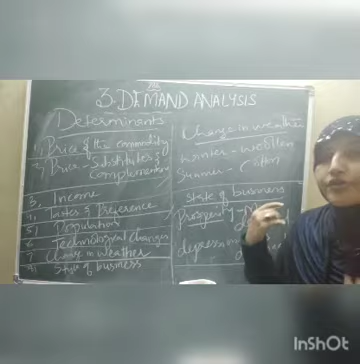 3. DEMAND ANALYSIS
Determinants
1) Price of the commodity
2) Price - Substitutes &
Complementary
3. Income
4) Tastes & Preference
5) Population
6 Technological Changes
7 Change in weather
8) State of business
Change in weather
Winter - Woollen
Summer - Cotton
State of business
depression
InShOt